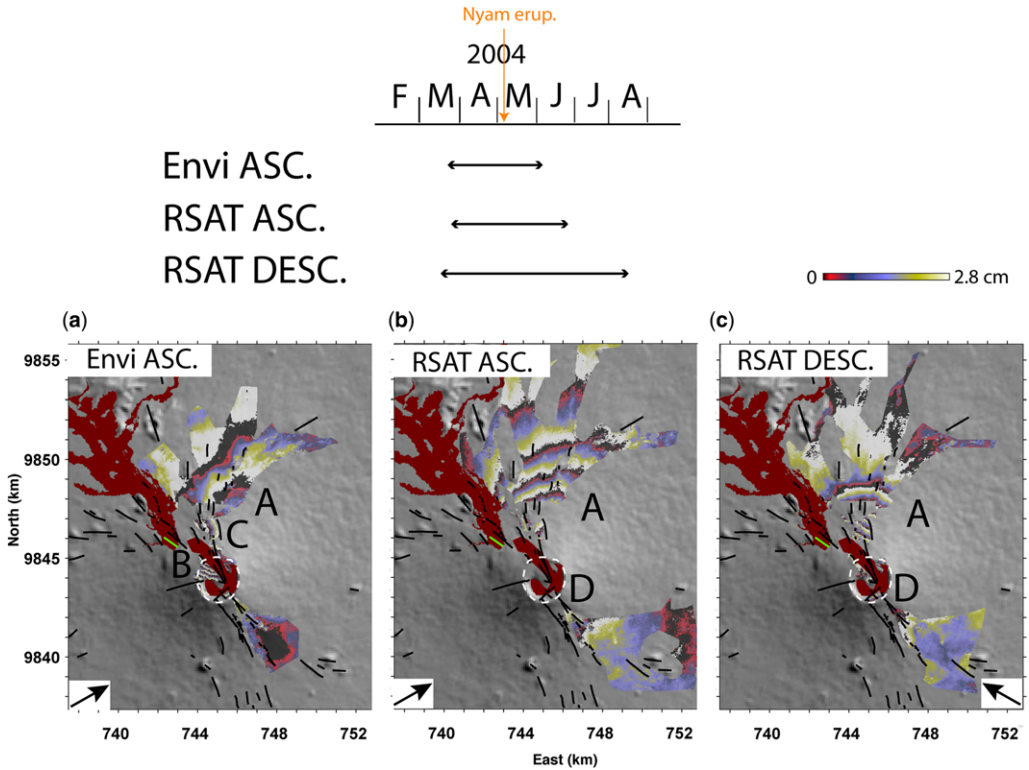 Nyam erup.
2004
F M A M J J A
Envi ASC.
RSAT ASC.
RSAT DESC.
0 2.8 cm
(a) (b) (c)
Envi ASC. RSAT ASC. RSAT DESC.
9855
9850
9845
9840
North (km)
A
C
B
A
D
A
D
740 744 748 752 740 744 748 752 740 744 748 752
East (km)